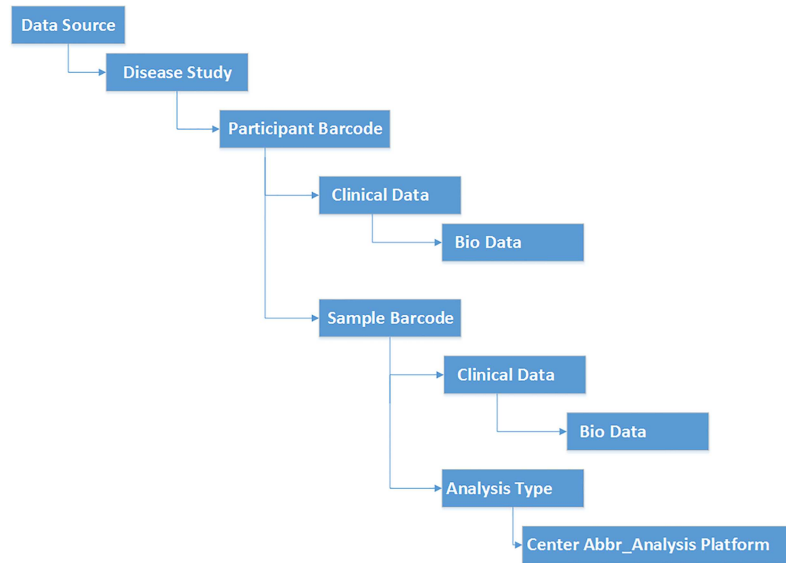 Data Source
Disease Study
Participant Barcode
Clinical Data
Bio Data
Sample Barcode
Clinical Data
Bio Data
Analysis Type
Center Abbr_Analysis Platform